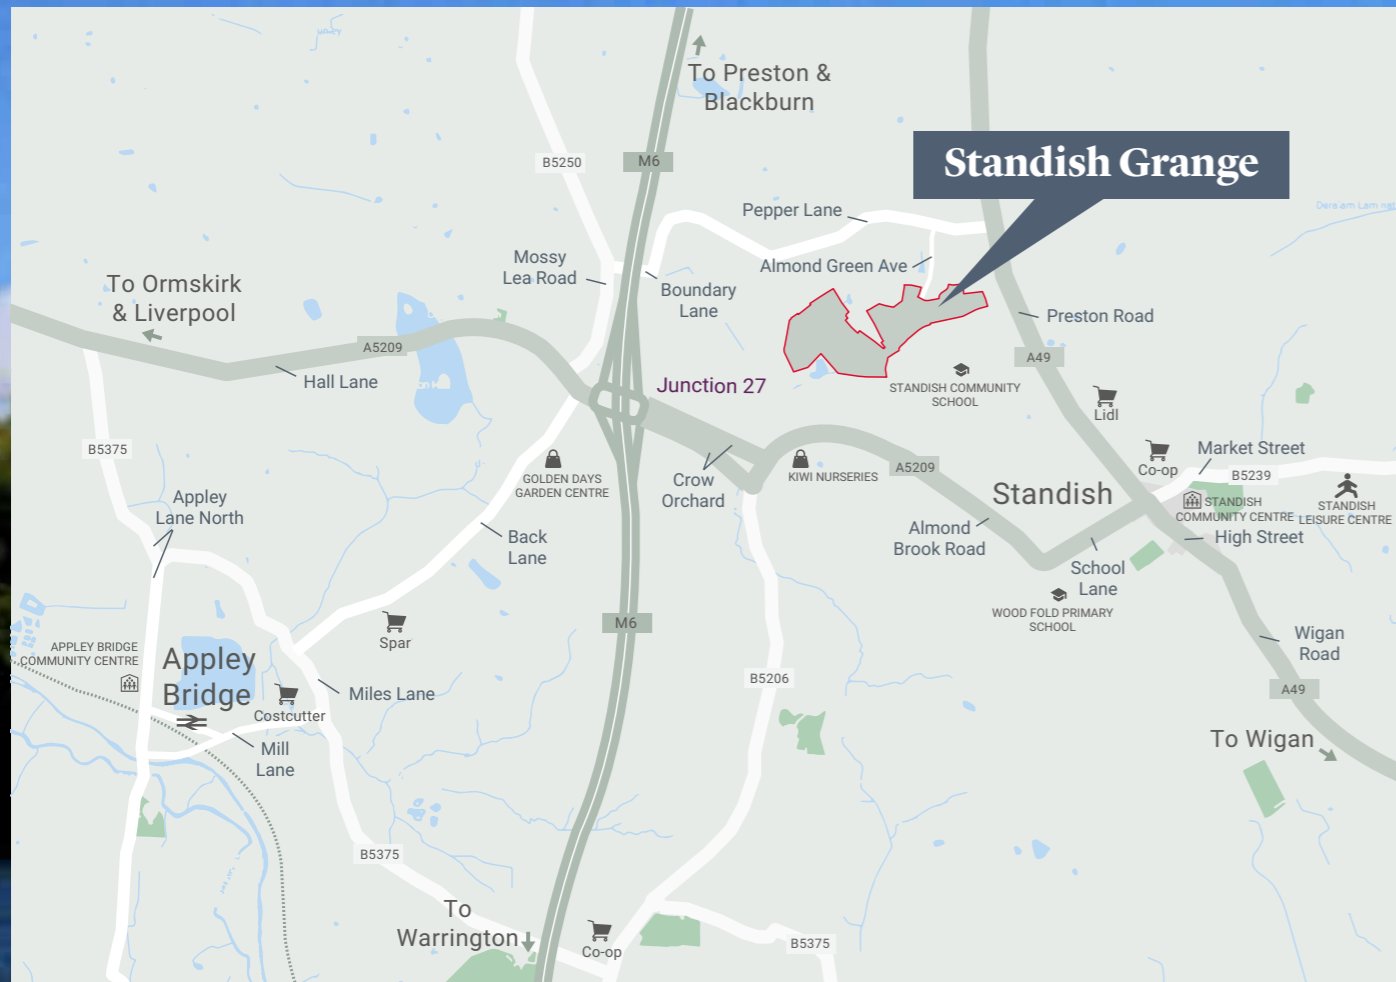 To Preston &
Blackburn
B5250
M6
Standish Grange
Pepper Lane
Mossy
Lea Road
Almond Green Ave
To Ormskirk
& Liverpool
Boundary
Lane
Preston Road
A5209
A49
Hall Lane
Junction 27
STANDISH COMMUNITY
SCHOOL
Lidl
B5375
Market Street
Co-op
B5239
GOLDEN DAYS
GARDEN CENTRE
Crow
Orchard
KIWI NURSERIES
A5209
Standish
Appley
Lane North
STANDISH
COMMUNITY CENTRE
STANDISH
LEISURE CENTRE
Almond
Brook Road
High Street
Back
Lane
School
Lane
WOOD FOLD PRIMARY
SCHOOL
M6
Spar
Wigan
Road
APPLEY BRIDGE
COMMUNITY CENTRE
Appley
Bridge
B5206
Miles Lane
A49
Costcutter
To Wigan
Mill
Lane
B5375
To
Warrington
Co-op
B5375